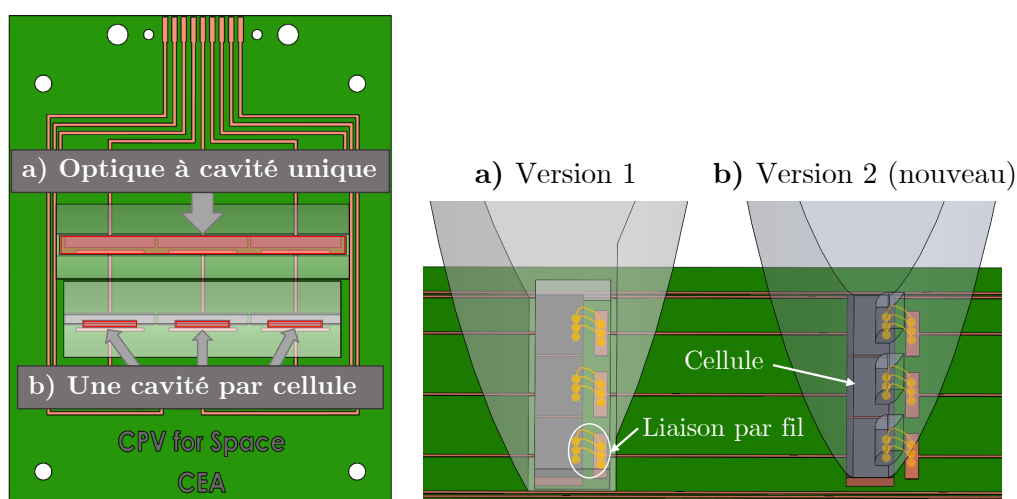 a) Optique à cavité unique
b) Une cavité par cellule
CPV for Space
CEA
a) Version 1
b) Version 2 (nouveau)
Cellule
Liaison par fil